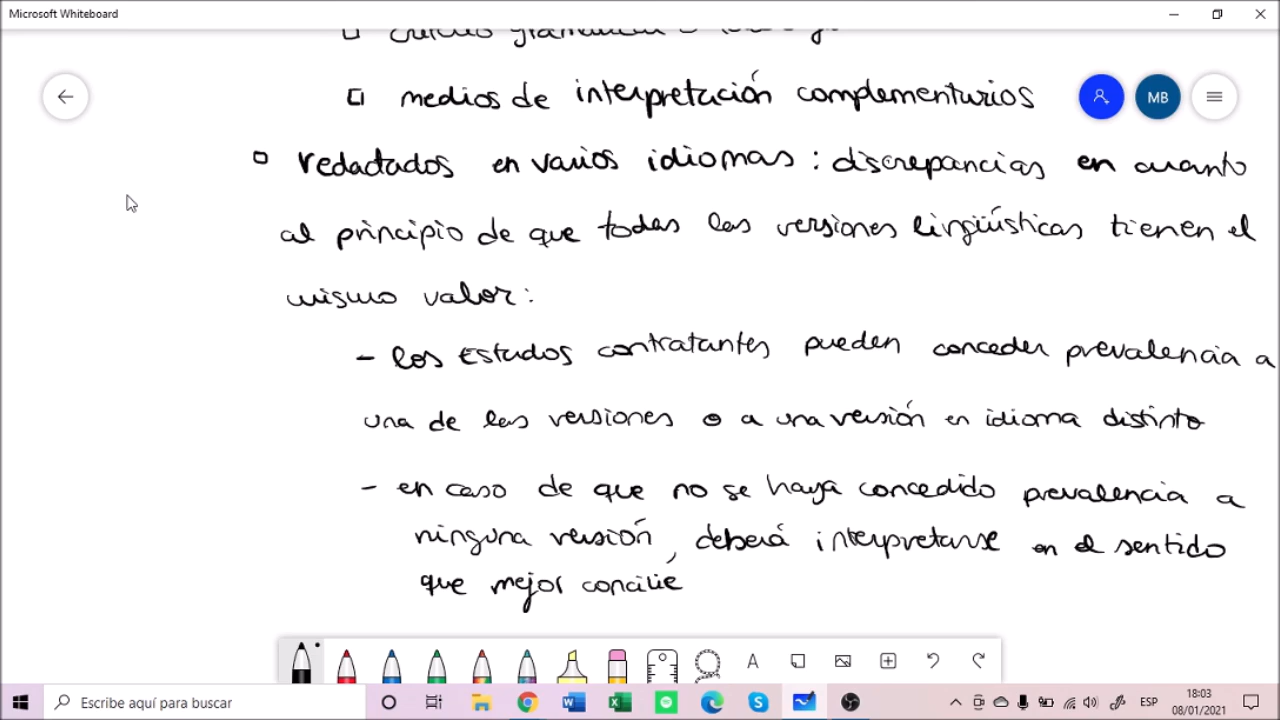 Microsoft Whiteboard
medios de interpretación complementarios
MB
redactados en varios idiomas: discrepancias en cuanto
al principio de que todas las versiones lingüísticas tienen el
mismo valor:
- los Estados contratantes pueden conceder prevalencia a
una de las versiones o a una versión en idioma distinto
- en caso de que no se haya concedido prevalencia a
ninguna versión, deberá interpretarse en el sentido
que mejor concilie
A
Escribe aquí para buscar
ESP
18:03
08/01/2021